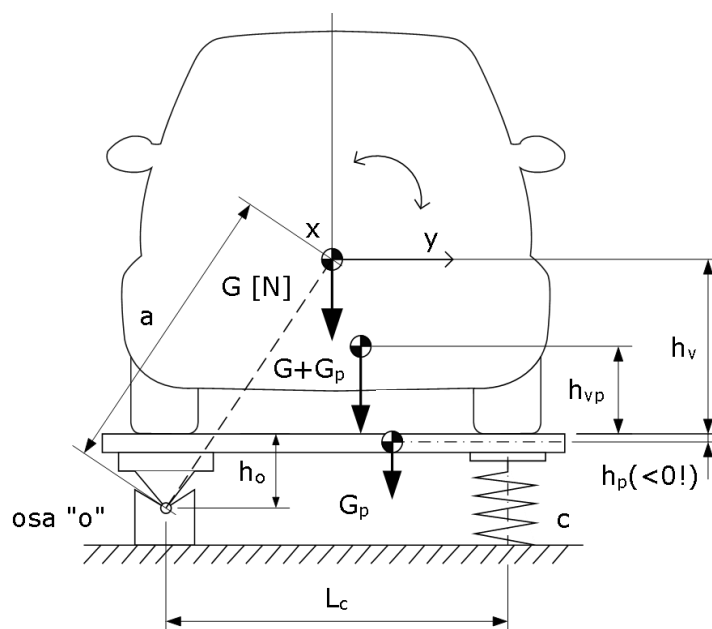 x
y
G [N]
a
h_v
G+G_p
h_vp
h_o
h_p(<0!)
G_p
osa "o"
c
L_c